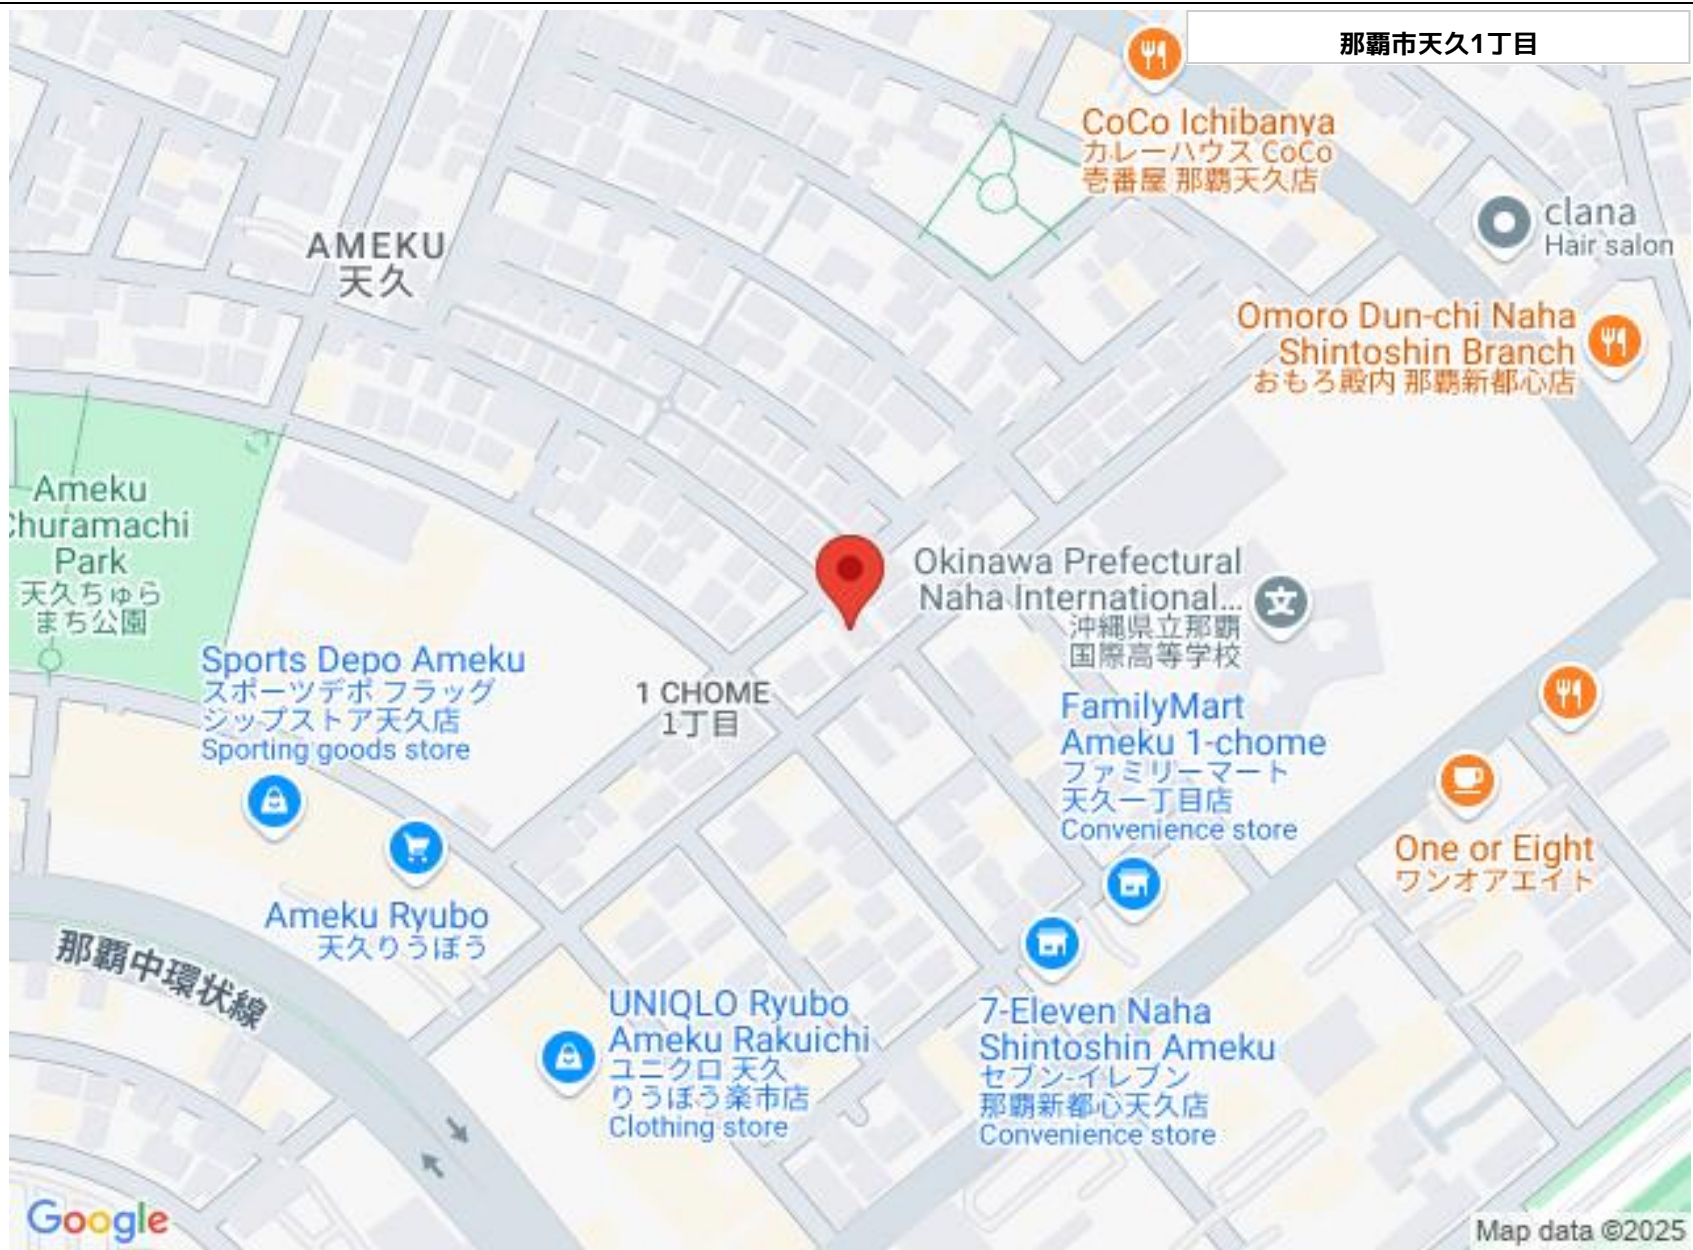 那覇市天久1丁目
CoCo Ichibanya
カレーハウス CoCo
壱番屋 那覇天久店
clana
Hair salon
AMEKU
天久
Omoro Dun-chi Naha
Shintoshin Branch
おもろ殿内 那覇新都心店
Ameku
Churamachi
Park
天久ちゅら
まち公園
Okinawa Prefectural
Naha International...
沖縄県立那覇
国際高等学校
文
Sports Depo Ameku
スポーツデポ フラッグ
シップストア天久店
Sporting goods store
1 CHOME
1丁目
FamilyMart
Ameku 1-chome
ファミリーマート
天久一丁目店
Convenience store
One or Eight
ワンオアエイト
Ameku Ryubo
天久りうぼう
那覇中環状線
UNIQLO Ryubo
Ameku Rakuichi
ユニクロ 天久
りうぼう楽市店
Clothing store
7-Eleven Naha
Shintoshin Ameku
セブン-イレブン
那覇新都心天久店
Convenience store
Google
Map data ©2025